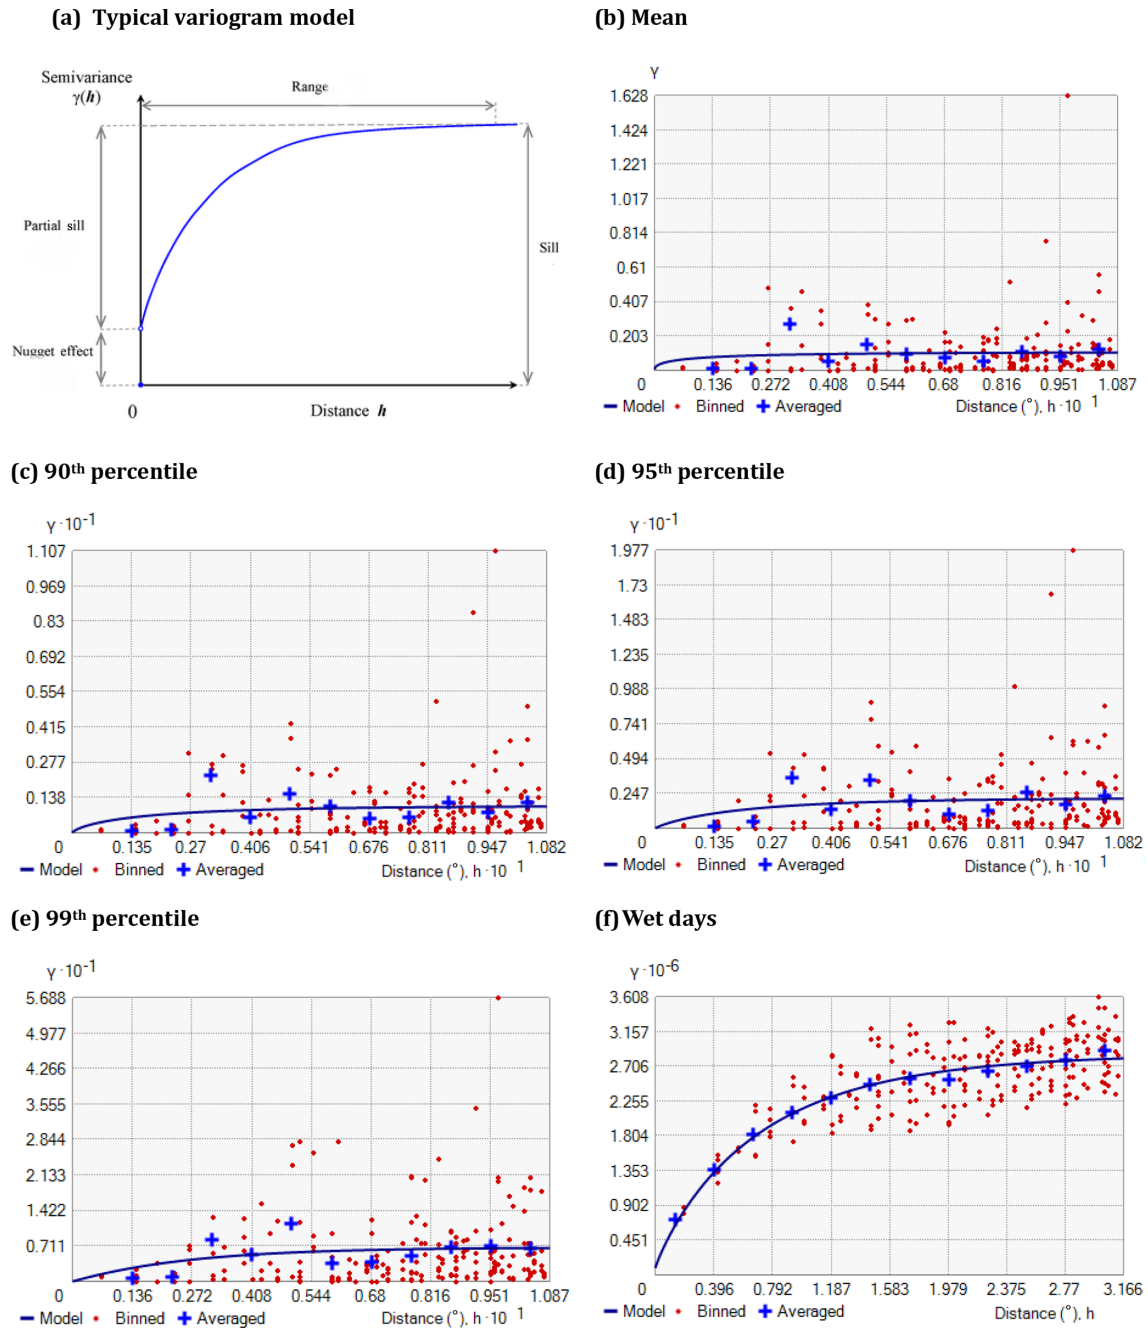 (a) Typical variogram model
Semivariance
γ(h)
Range
Partial sill
Sill
Nugget effect
0
Distance h
(b) Mean
γ
1.628
1.424
1.221
1.017
0.814
0.61
0.407
0.203
0 0.136 0.272 0.408 0.544 0.68 0.816 0.951 1.087
Model Binned Averaged Distance (°), h · 10 1
(c) 90th percentile
γ · 10-1
1.107
0.969
0.83
0.692
0.554
0.415
0.277
0.138
0 0.135 0.27 0.406 0.541 0.676 0.811 0.947 1.082
Model Binned Averaged Distance (°), h · 10 1
(d) 95th percentile
γ · 10-1
1.977
1.73
1.483
1.235
0.988
0.741
0.494
0.247
0 0.135 0.27 0.406 0.541 0.676 0.811 0.947 1.082
Model Binned Averaged Distance (°), h · 10 1
(e) 99th percentile
γ · 10-1
5.688
4.977
4.266
3.555
2.844
2.133
1.422
0.711
0 0.136 0.272 0.408 0.544 0.68 0.816 0.951 1.087
Model Binned Averaged Distance (°), h · 10 1
(f) Wet days
γ · 10-6
3.608
3.157
2.706
2.255
1.804
1.353
0.902
0.451
0 0.396 0.792 1.187 1.583 1.979 2.375 2.77 3.166
Model Binned Averaged Distance (°), h